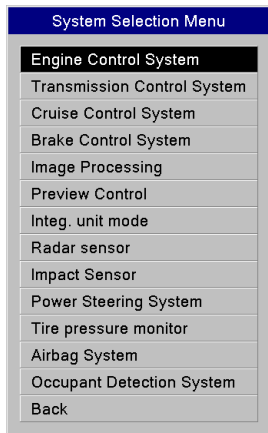 System Selection Menu
Engine Control System
Transmission Control System
Cruise Control System
Brake Control System
Image Processing
Preview Control
Integ. unit mode
Radar sensor
Impact Sensor
Power Steering System
Tire pressure monitor
Airbag System
Occupant Detection System
Back